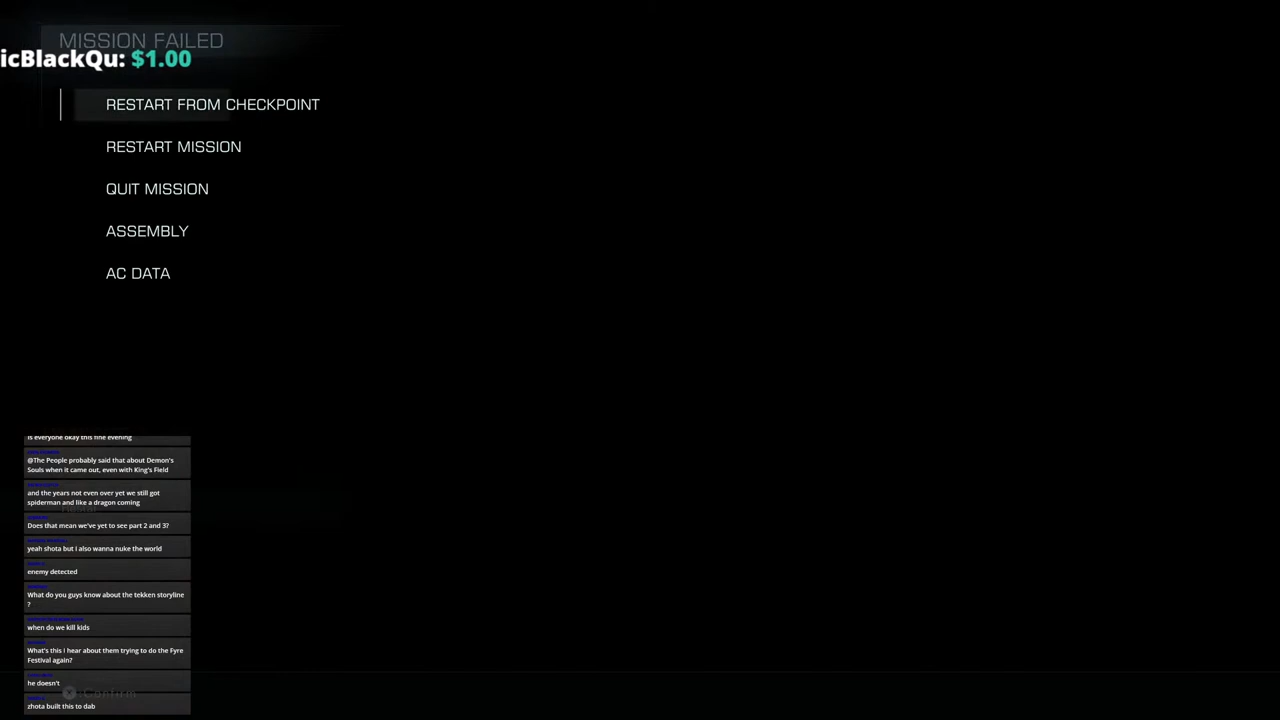 MISSION FAILED
icBlackQu: $1.00
RESTART FROM CHECKPOINT
RESTART MISSION
QUIT MISSION
ASSEMBLY
AC DATA
is everyone okay this fine evening
@The People probably said that about Demon's
Souls when it came out, even with King's Field
and the years not even over yet we still got
spiderman and like a dragon coming
Does that mean we've yet to see part 2 and 3?
yeah shota but i also wanna nuke the world
enemy detected
What do you guys know about the tekken storyline
?
when do we kill kids
What's this I hear about them trying to do the Fyre
Festival again?
he doesn't
X :Confirm
zhota built this to dab